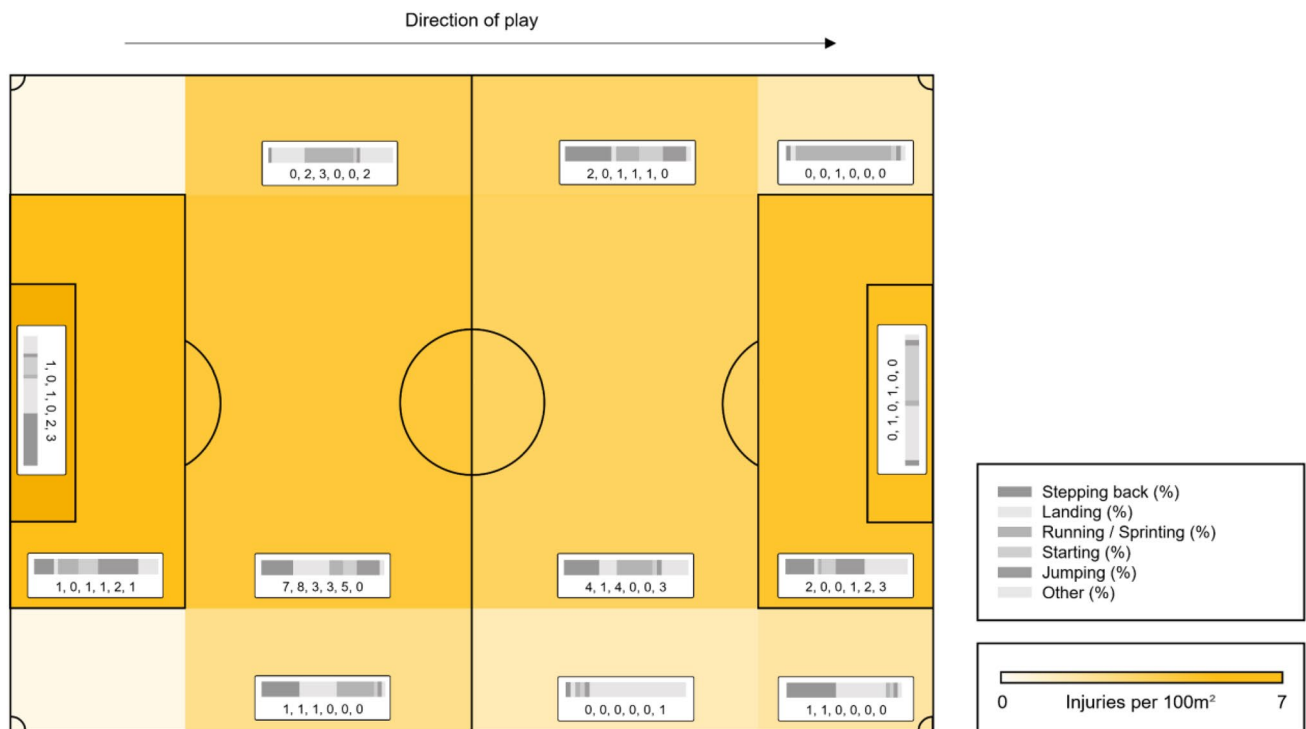 Direction of play
0, 2, 3, 0, 0, 2
2, 0, 1, 1, 1, 0
0, 0, 1, 0, 0, 0
1, 0, 1, 0, 2, 3
0, 1, 0, 1, 0, 0
1, 0, 1, 1, 2, 1
7, 8, 3, 3, 5, 0
4, 1, 4, 0, 0, 3
2, 0, 0, 1, 2, 3
1, 1, 1, 0, 0, 0
0, 0, 0, 0, 0, 1
1, 1, 0, 0, 0, 0
Stepping back (%)
Landing (%)
Running / Sprinting (%)
Starting (%)
Jumping (%)
Other (%)
0 Injuries per 100m² 7